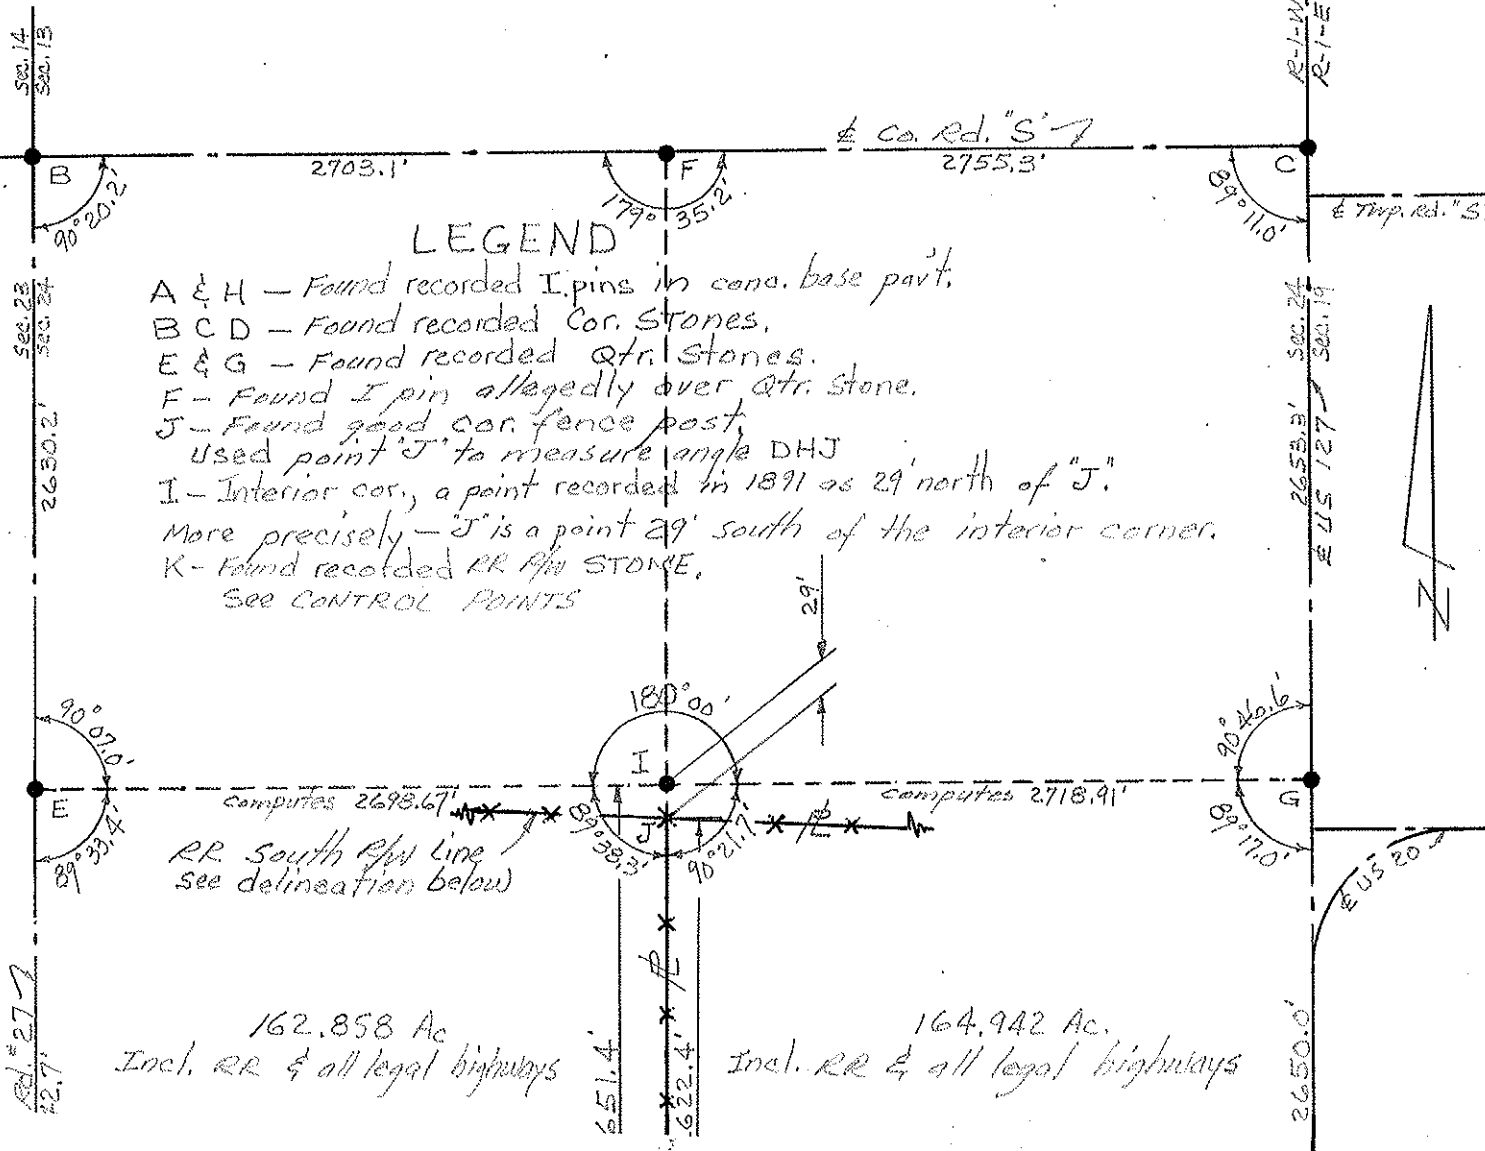 Sec. 14
Sec. 13
R-1-W
R-1-E
℄ Co. Rd. "S"
B
2703.1'
F
2755.3'
C
90°20.2'
179° 35.2'
89°11.0'
℄ Twp. Rd. "S
LEGEND
A & H — Found recorded I.pins in conc. base pav't.
B C D — Found recorded Cor. Stones.
E & G — Found recorded Qtr. Stones.
F - Found I pin allegedly over Qtr. Stone.
J - Found good cor. fence post,
Used point "J" to measure angle DHJ
I - Interior cor., a point recorded in 1891 as 29' north of "J".
More precisely — "J" is a point 29' south of the interior corner.
K - Found recorded RR R/W STONE.
See CONTROL POINTS
Sec. 23
Sec. 24
2630.2'
Sec. 24
Sec. 19
2653.3'
℄ US 127
N
29'
90°07.0'
180°00'
90°46.6'
E
computes 2698.67'
I
computes 2718.91'
G
89°33.4'
89°38.3'
J
90°21.7'
89°17.0'
RR South R/W Line
See delineation below
℄ US 20
Rd. #27
22.7'
162.858 Ac
Incl. RR & all legal highways
651.4'
622.4'
164.942 Ac.
Incl. RR & all legal highways
2650.0'